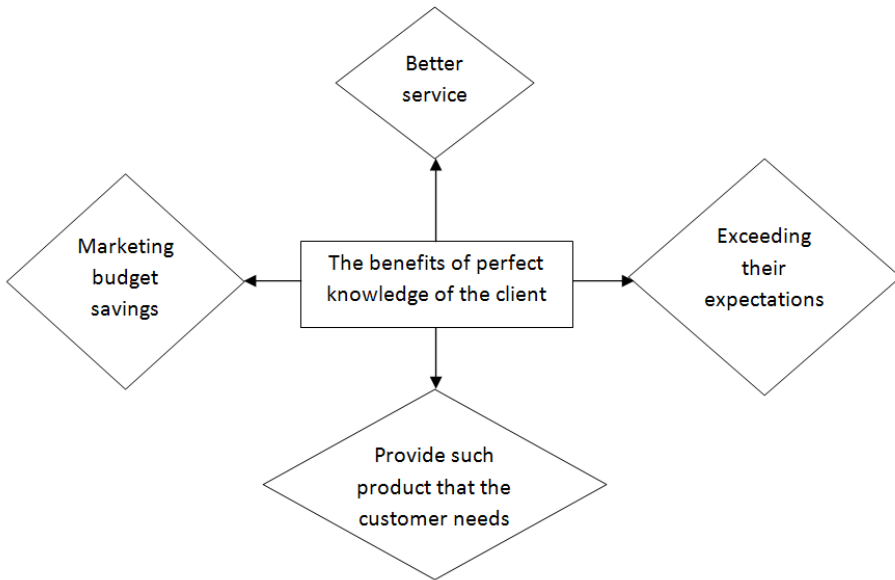 Better
service
Marketing
budget
savings
The benefits of perfect
knowledge of the client
Exceeding
their
expectations
Provide such
product that the
customer needs